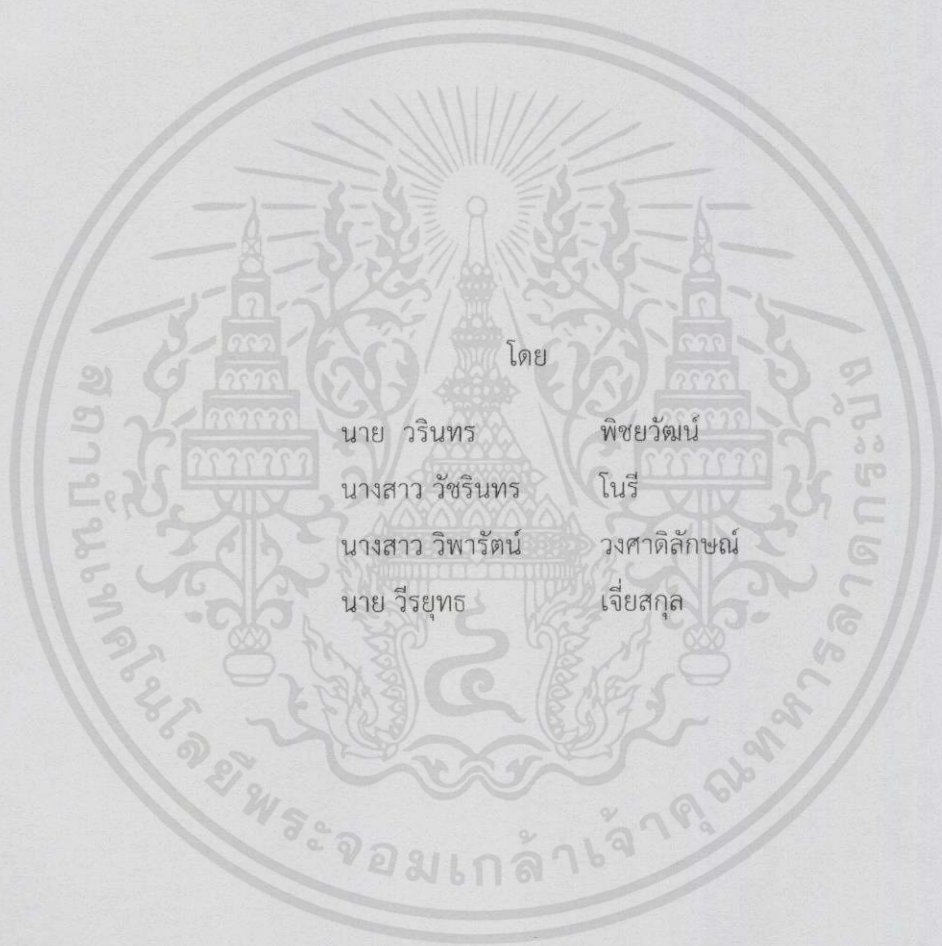 โดย
นาย วรินทร พิชยวัฒน์
นางสาว วัชรินทร โนรี
นางสาว วิพารัตน์ วงศาดิลักษณ์
นาย วีรยุทธ เจี่ยสกุล
สถาบันเทคโนโลยีพระจอมเกล้าเจ้าคุณทหารลาดกระบัง